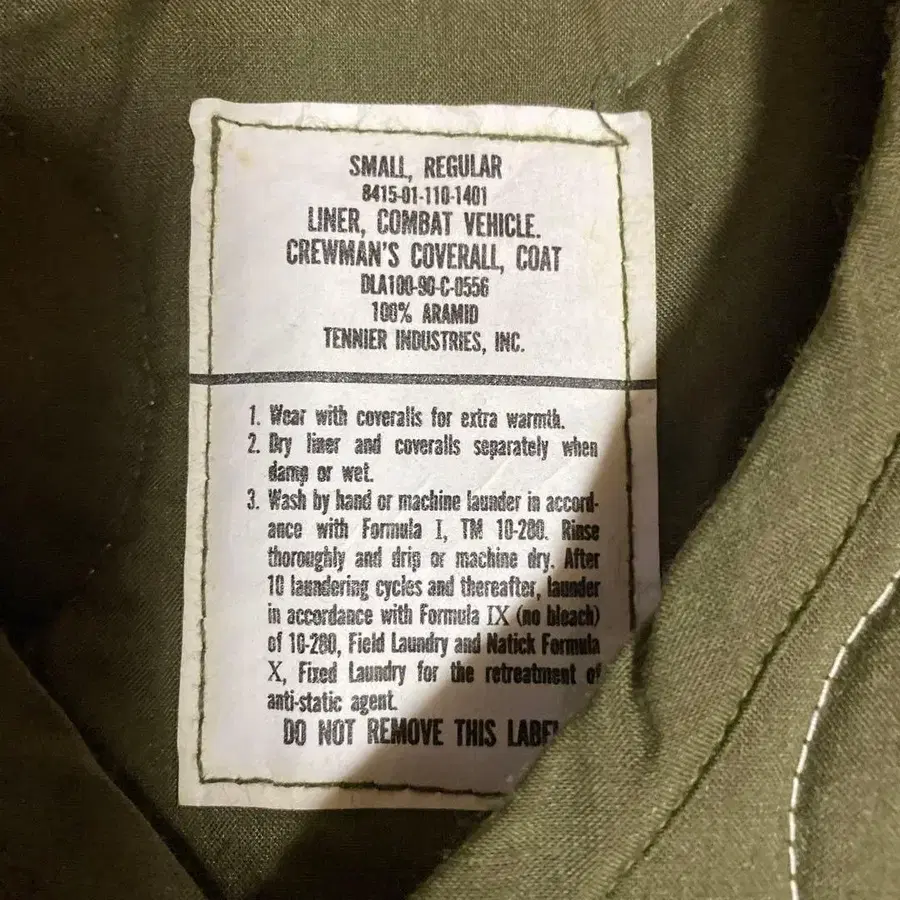 SMALL, REGULAR
8415-01-110-1401
LINER, COMBAT VEHICLE.
CREWMAN'S COVERALL, COAT
DLA100-90-C-0556
100% ARAMID
TENNIER INDUSTRIES, INC.
1. Wear with coveralls for extra warmth.
2. Dry liner and coveralls separately when
damp or wet.
3. Wash by hand or machine launder in accord-
ance with Formula I, TM 10-280. Rinse
thoroughly and drip or machine dry. After
10 laundering cycles and thereafter, launder
in accordance with Formula IX (no bleach)
of 10-280, Field Laundry and Natick Formula
X, Fixed Laundry for the retreatment of
anti-static agent.
DO NOT REMOVE THIS LABEL